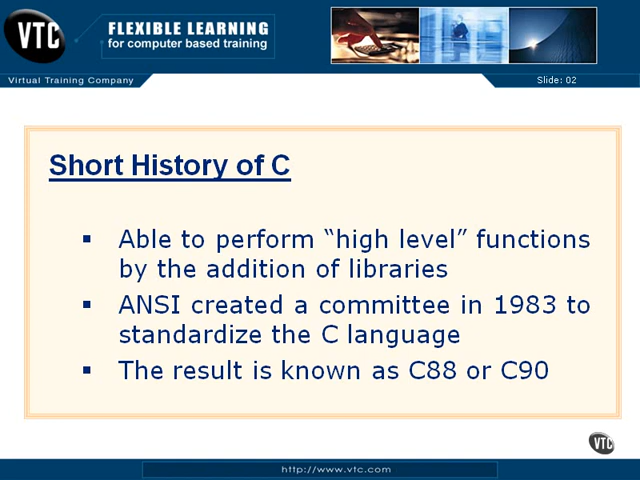 VTC
FLEXIBLE LEARNING
for computer based training
Virtual Training Company
Slide: 02
Short History of C
▪ Able to perform “high level” functions
by the addition of libraries
▪ ANSI created a committee in 1983 to
standardize the C language
▪ The result is known as C88 or C90
VTC
http://www.vtc.com